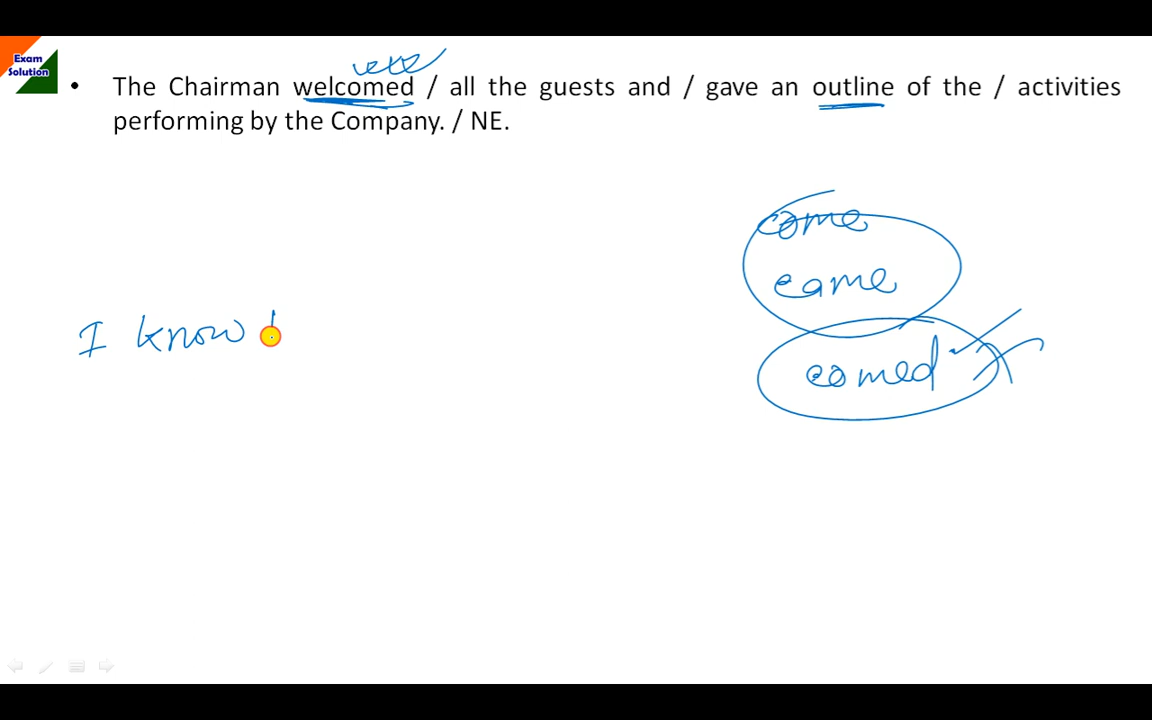 Exam
Solution
• The Chairman welcomed / all the guests and / gave an outline of the / activities
performing by the Company. / NE.
come
came
I know
comed